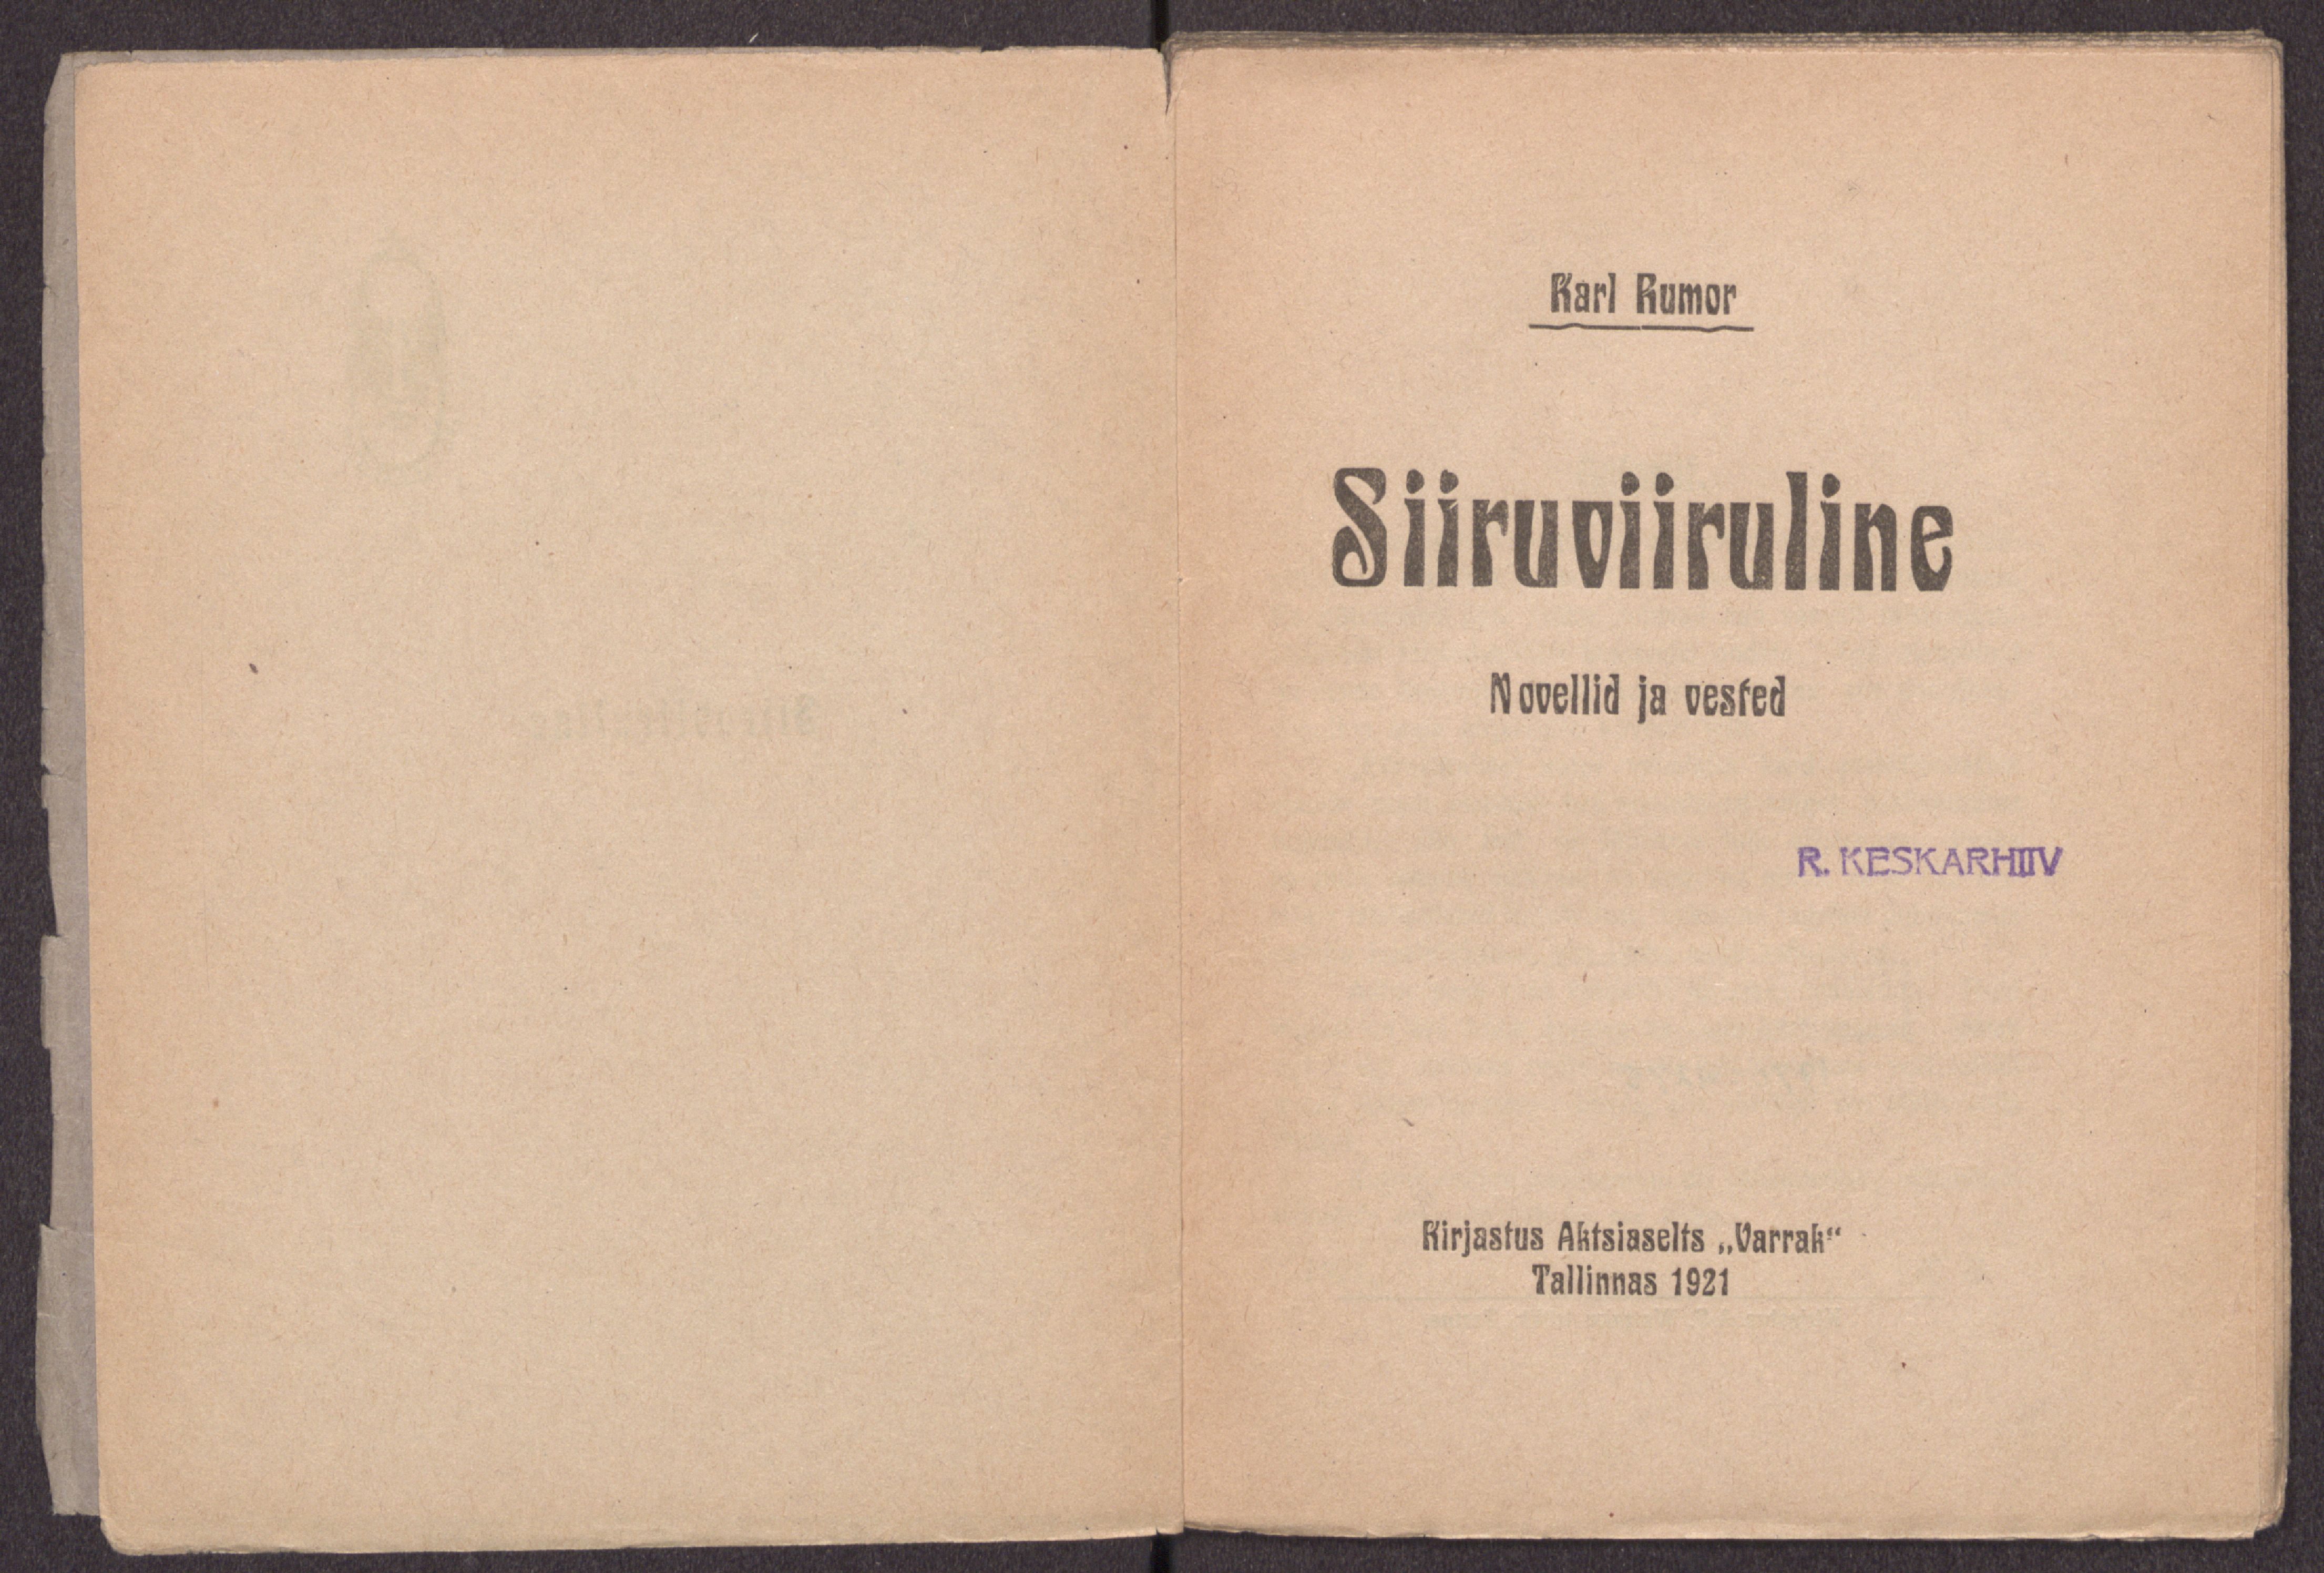 Karl Rumor
Siiruviiruline
Novellid ja vested
R. KESKARHIIV
Kirjastus Aktsiaselts „Varrak“
Tallinnas 1921